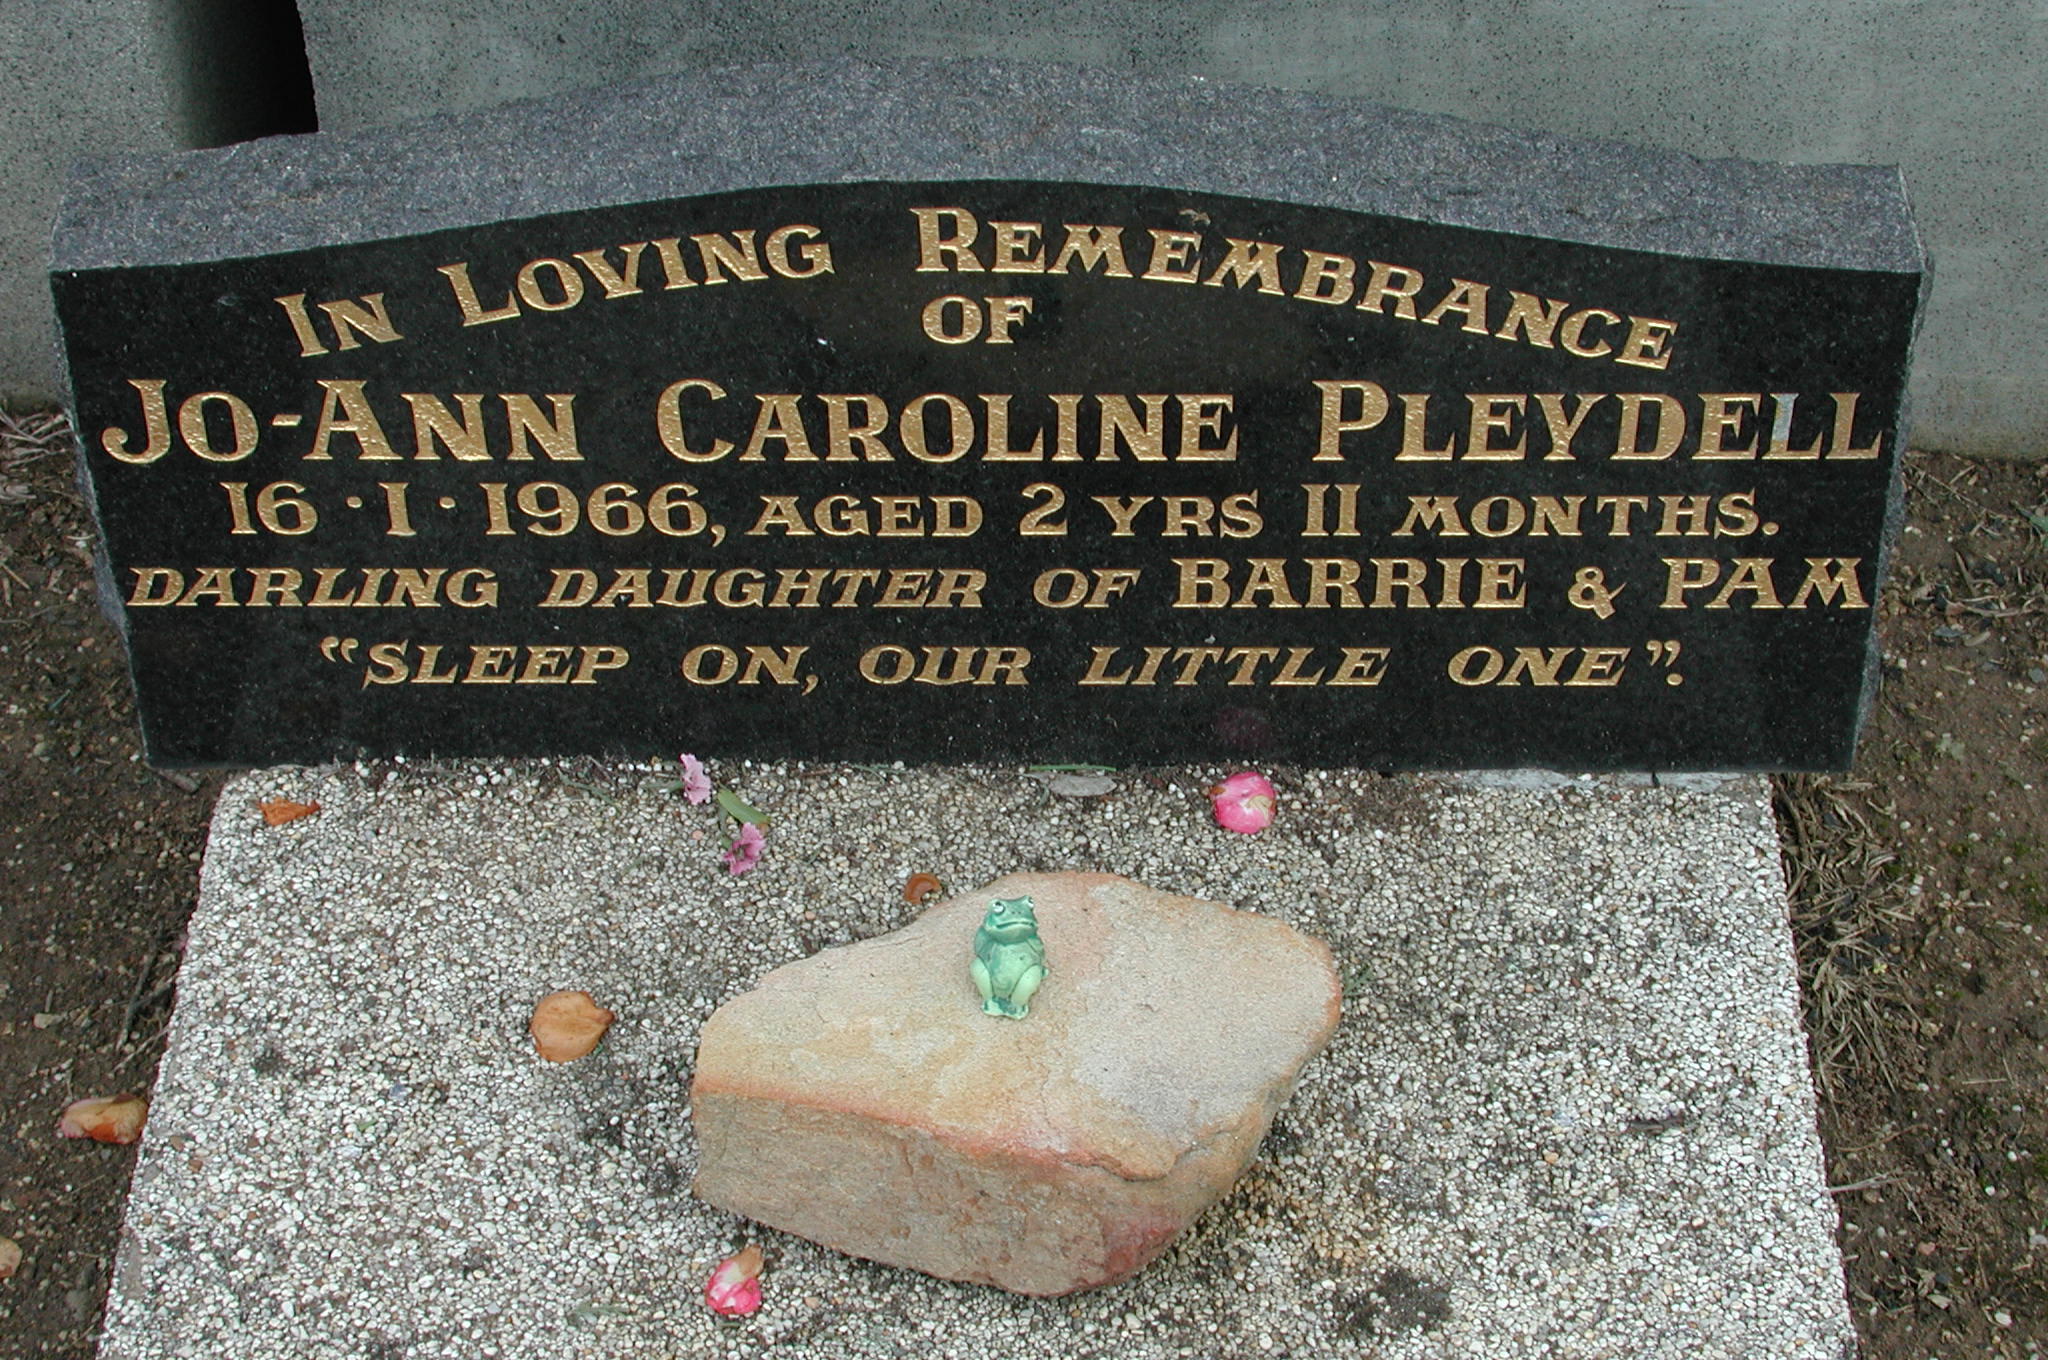 IN LOVING REMEMBRANCE
OF
JO-ANN CAROLINE PLEYDELL
16·1·1966, AGED 2 YRS 11 MONTHS.
DARLING DAUGHTER OF BARRIE & PAM
“SLEEP ON, OUR LITTLE ONE”.